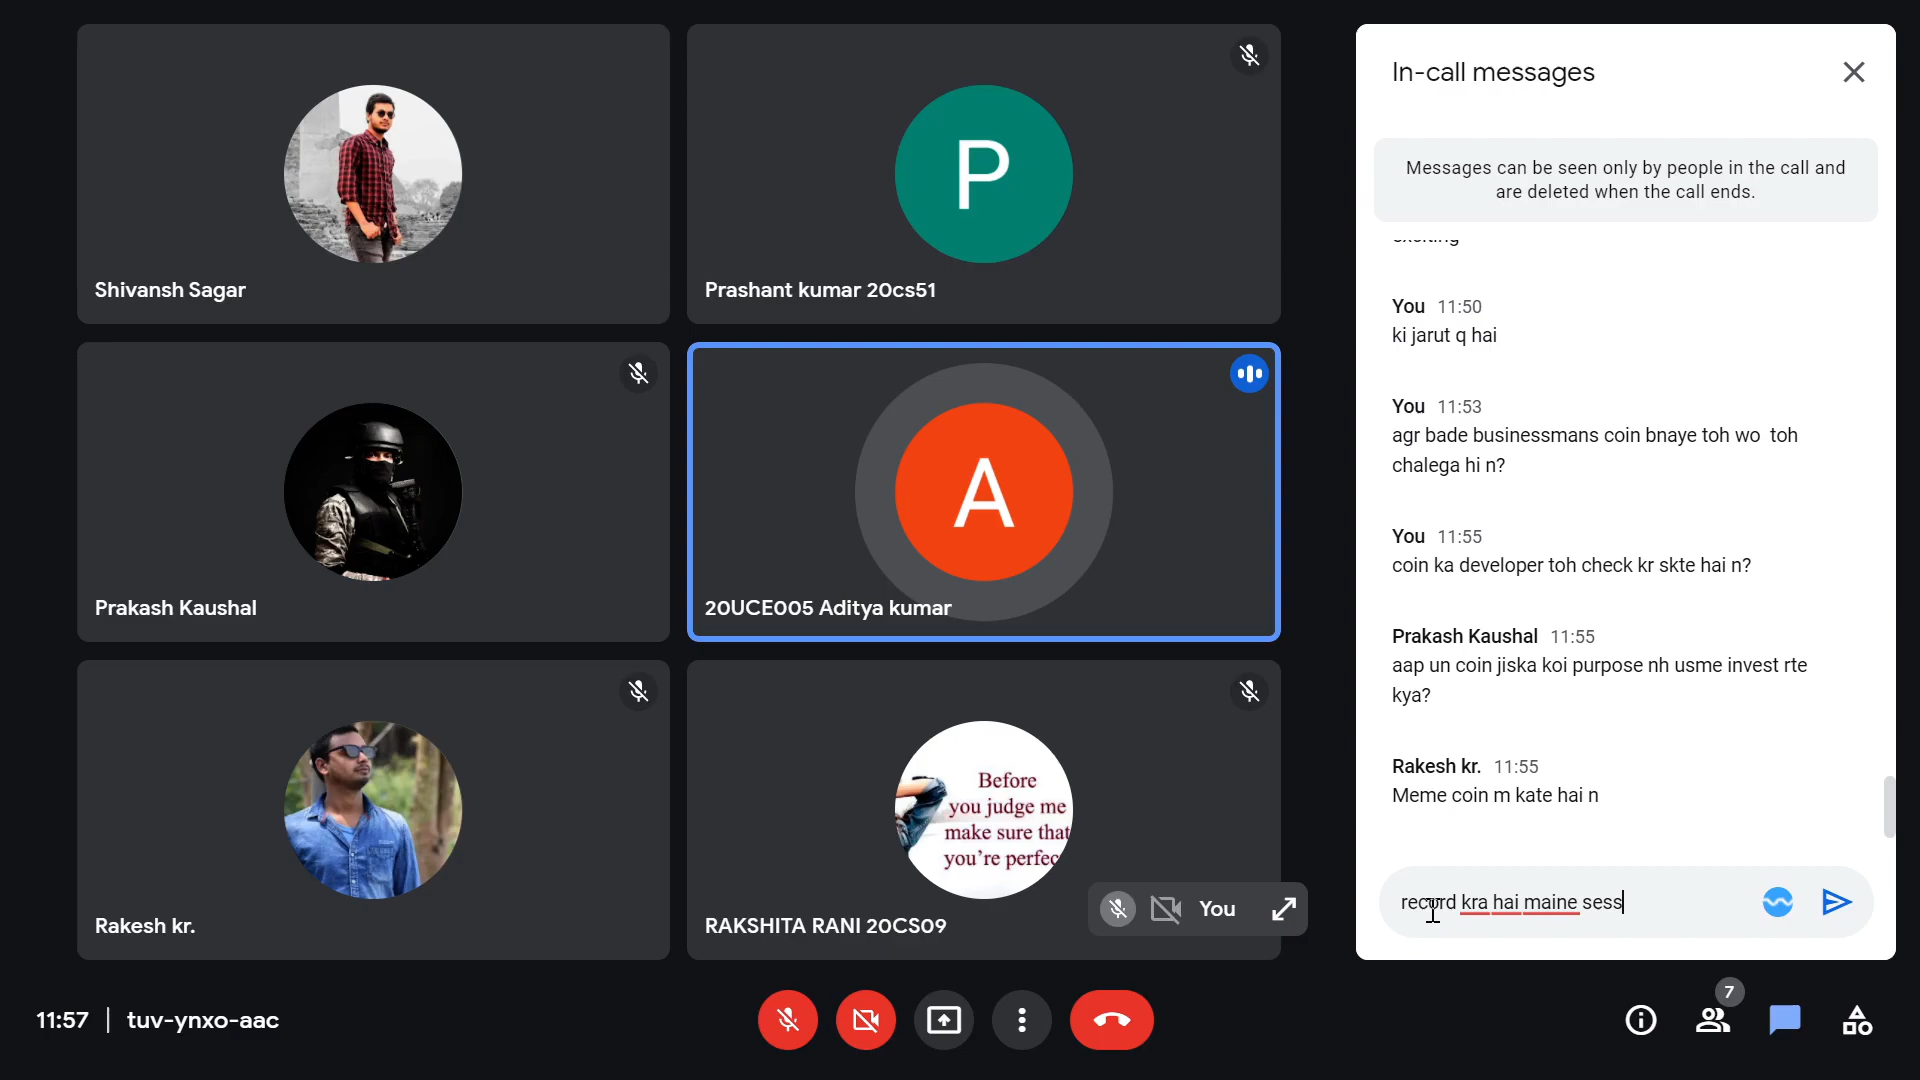 Shivansh Sagar
P
Prashant kumar 20cs51
Prakash Kaushal
A
20UCE005 Aditya kumar
Rakesh kr.
Before
you judge me
make sure that
you're perfec
RAKSHITA RANI 20CS09
You
In-call messages
Messages can be seen only by people in the call and
are deleted when the call ends.
You 11:50
ki jarut q hai
You 11:53
agr bade businessmans coin bnaye toh wo toh
chalega hi n?
You 11:55
coin ka developer toh check kr skte hai n?
Prakash Kaushal 11:55
aap un coin jiska koi purpose nh usme invest rte
kya?
Rakesh kr. 11:55
Meme coin m kate hai n
record kra hai maine sess
11:57 | tuv-ynxo-aac
7